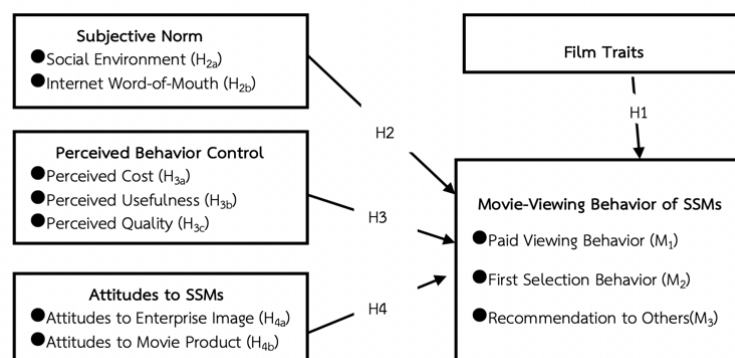 Subjective Norm
●Social Environment (H2a)
●Internet Word-of-Mouth (H2b)
Film Traits
H1
H2
Perceived Behavior Control
●Perceived Cost (H3a)
●Perceived Usefulness (H3b)
●Perceived Quality (H3c)
H3
Movie-Viewing Behavior of SSMs
●Paid Viewing Behavior (M1)
●First Selection Behavior (M2)
●Recommendation to Others(M3)
Attitudes to SSMs
●Attitudes to Enterprise Image (H4a)
●Attitudes to Movie Product (H4b)
H4